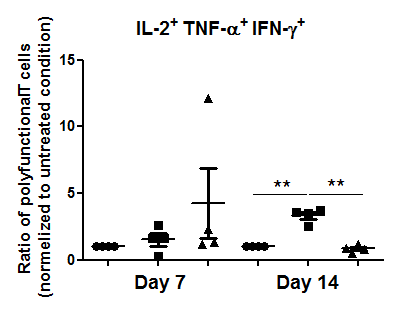 IL-2+ TNF-α+ IFN-γ+
Ratio of polyfunctionalT cells
(normelized to untreated condition)
15
10
5
0
** **
Day 7 Day 14